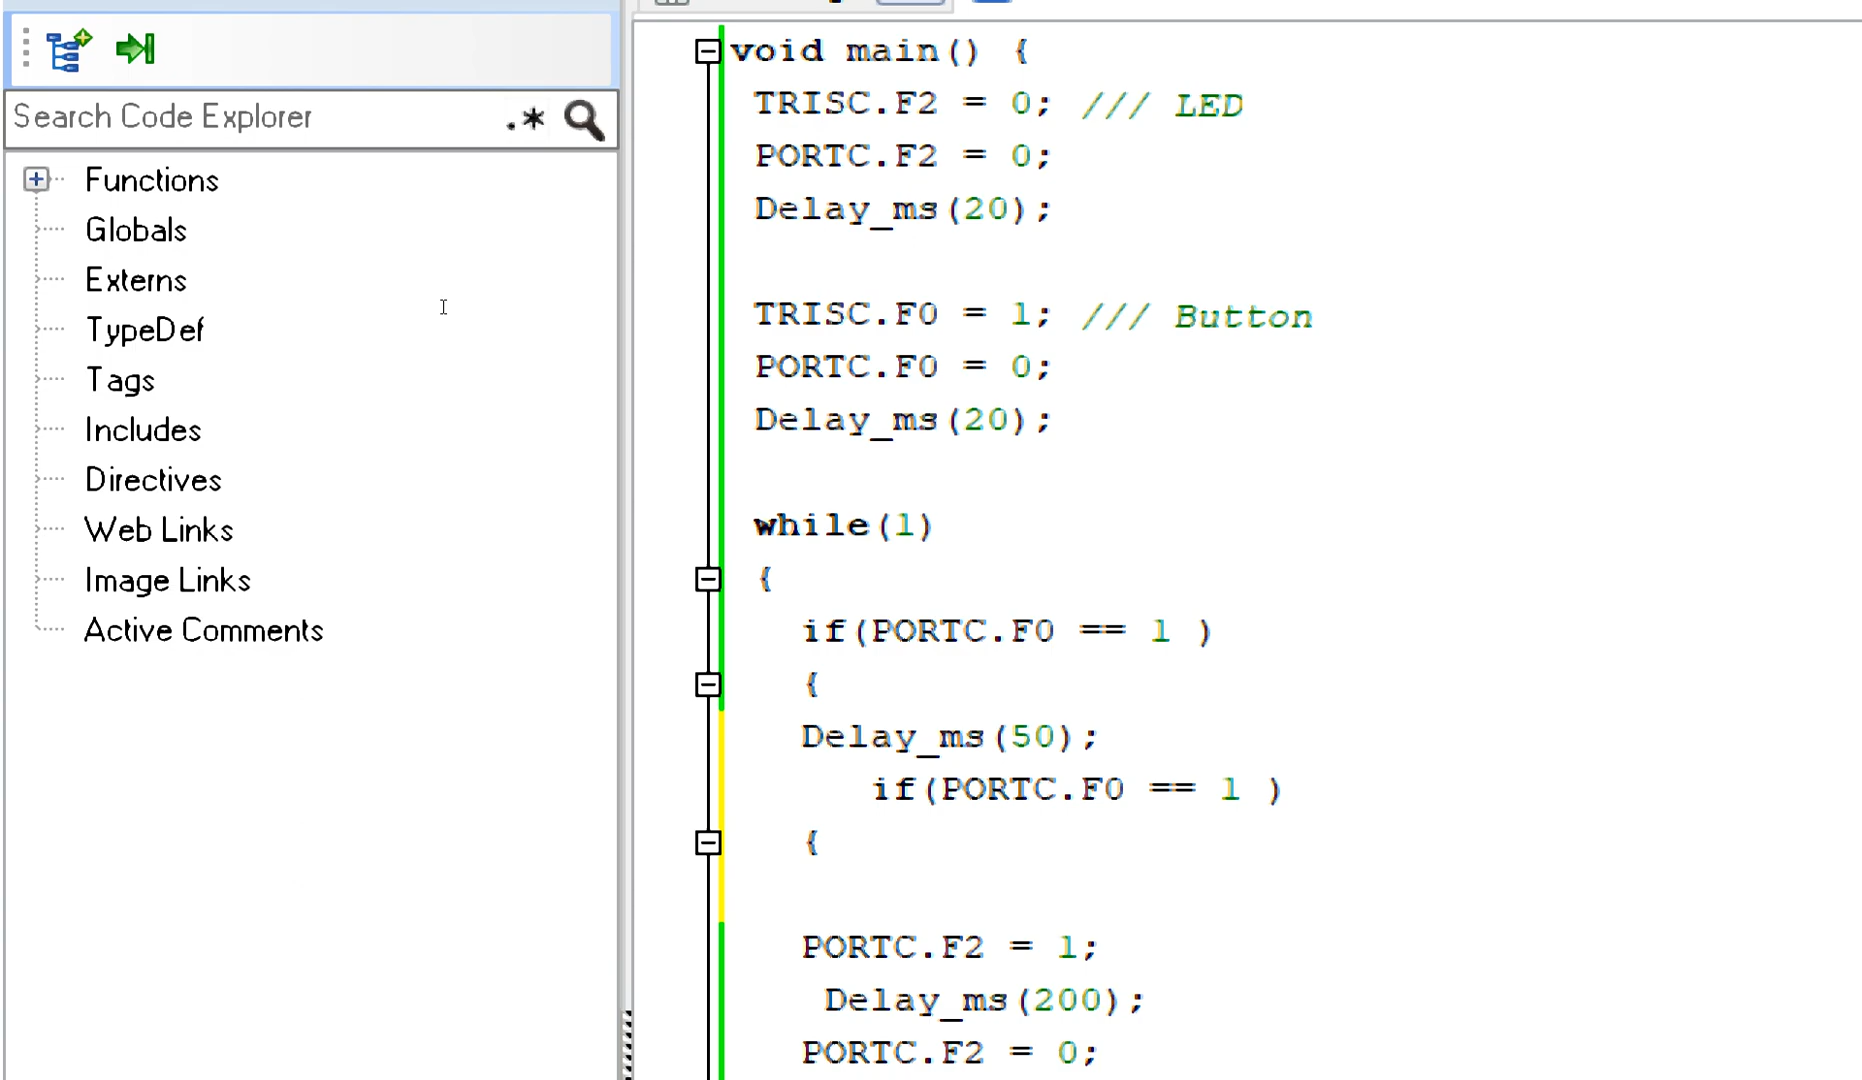 Search Code Explorer .*
Functions
Globals
Externs
TypeDef
Tags
Includes
Directives
Web Links
Image Links
Active Comments
void main() {
TRISC.F2 = 0; /// LED
PORTC.F2 = 0;
Delay_ms(20);
TRISC.F0 = 1; /// Button
PORTC.F0 = 0;
Delay_ms(20);
while(1)
{
if(PORTC.F0 == 1 )
{
Delay_ms(50);
if(PORTC.F0 == 1 )
{
PORTC.F2 = 1;
Delay_ms(200);
PORTC.F2 = 0;